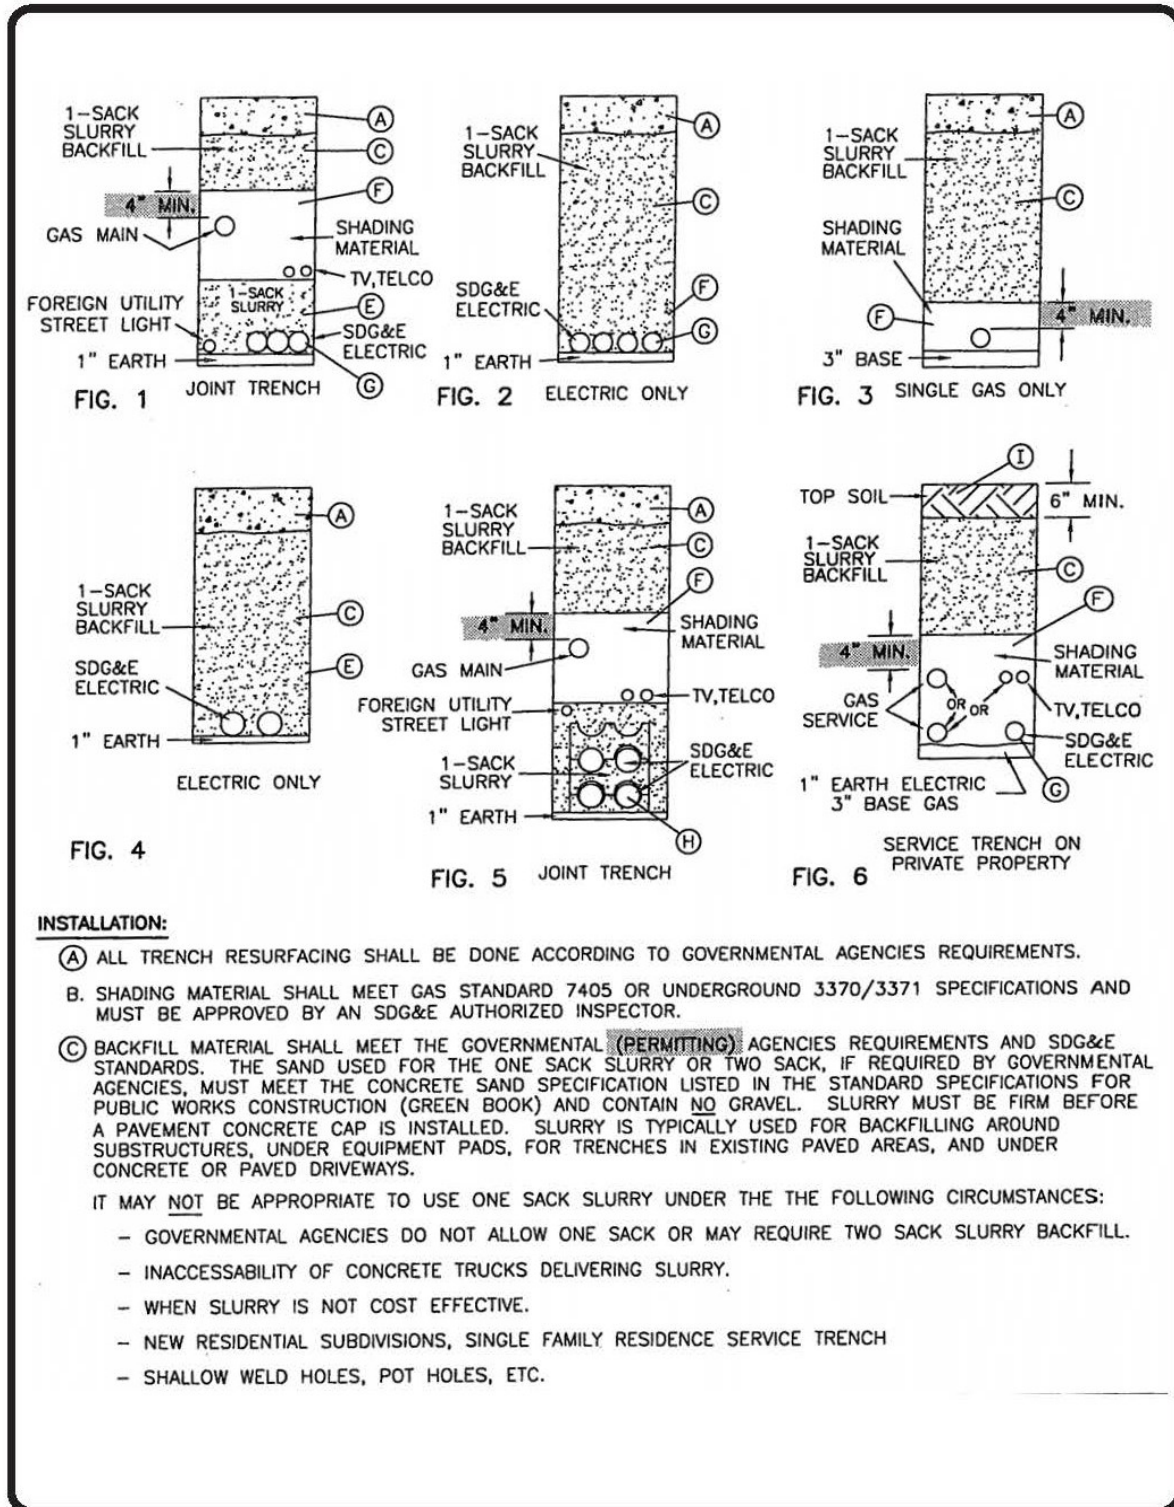 1-SACK
SLURRY
BACKFILL
A
C
F
4" MIN.
GAS MAIN
SHADING
MATERIAL
TV,TELCO
FOREIGN UTILITY
STREET LIGHT
1-SACK
SLURRY
E
SDG&E
ELECTRIC
1" EARTH
G
FIG. 1
JOINT TRENCH
1-SACK
SLURRY
BACKFILL
A
C
SDG&E
ELECTRIC
F
G
1" EARTH
FIG. 2
ELECTRIC ONLY
1-SACK
SLURRY
BACKFILL
A
C
SHADING
MATERIAL
F
4" MIN.
3" BASE
FIG. 3
SINGLE GAS ONLY
A
1-SACK
SLURRY
BACKFILL
C
SDG&E
ELECTRIC
E
1" EARTH
ELECTRIC ONLY
FIG. 4
1-SACK
SLURRY
BACKFILL
A
C
F
4" MIN.
SHADING
MATERIAL
GAS MAIN
TV,TELCO
FOREIGN UTILITY
STREET LIGHT
1-SACK
SLURRY
SDG&E
ELECTRIC
1" EARTH
H
FIG. 5
JOINT TRENCH
I
TOP SOIL
6" MIN.
1-SACK
SLURRY
BACKFILL
C
F
4" MIN.
SHADING
MATERIAL
GAS
SERVICE
OR
OR
TV,TELCO
SDG&E
ELECTRIC
1" EARTH ELECTRIC
3" BASE GAS
G
SERVICE TRENCH ON
PRIVATE PROPERTY
FIG. 6
INSTALLATION:
A ALL TRENCH RESURFACING SHALL BE DONE ACCORDING TO GOVERNMENTAL AGENCIES REQUIREMENTS.
B. SHADING MATERIAL SHALL MEET GAS STANDARD 7405 OR UNDERGROUND 3370/3371 SPECIFICATIONS AND
MUST BE APPROVED BY AN SDG&E AUTHORIZED INSPECTOR.
C BACKFILL MATERIAL SHALL MEET THE GOVERNMENTAL (PERMITTING) AGENCIES REQUIREMENTS AND SDG&E
STANDARDS. THE SAND USED FOR THE ONE SACK SLURRY OR TWO SACK, IF REQUIRED BY GOVERNMENTAL
AGENCIES, MUST MEET THE CONCRETE SAND SPECIFICATION LISTED IN THE STANDARD SPECIFICATIONS FOR
PUBLIC WORKS CONSTRUCTION (GREEN BOOK) AND CONTAIN NO GRAVEL. SLURRY MUST BE FIRM BEFORE
A PAVEMENT CONCRETE CAP IS INSTALLED. SLURRY IS TYPICALLY USED FOR BACKFILLING AROUND
SUBSTRUCTURES, UNDER EQUIPMENT PADS, FOR TRENCHES IN EXISTING PAVED AREAS, AND UNDER
CONCRETE OR PAVED DRIVEWAYS.
IT MAY NOT BE APPROPRIATE TO USE ONE SACK SLURRY UNDER THE THE FOLLOWING CIRCUMSTANCES:
- GOVERNMENTAL AGENCIES DO NOT ALLOW ONE SACK OR MAY REQUIRE TWO SACK SLURRY BACKFILL.
- INACCESSABILITY OF CONCRETE TRUCKS DELIVERING SLURRY.
- WHEN SLURRY IS NOT COST EFFECTIVE.
- NEW RESIDENTIAL SUBDIVISIONS, SINGLE FAMILY RESIDENCE SERVICE TRENCH
- SHALLOW WELD HOLES, POT HOLES, ETC.